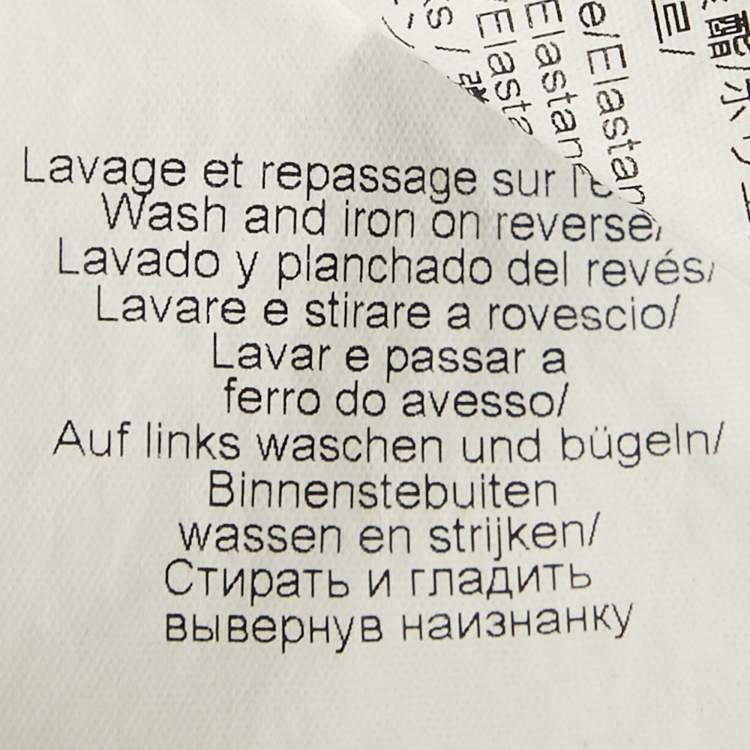 Lavage et repassage sur
Wash and iron on reverse/
Lavado y planchado del revés/
Lavare e stirare a rovescio/
Lavar e passar a
ferro do avesso/
Auf links waschen und bügeln/
Binnenstebuiten
wassen en strijken/
Стирать и гладить
вывернув наизнанку